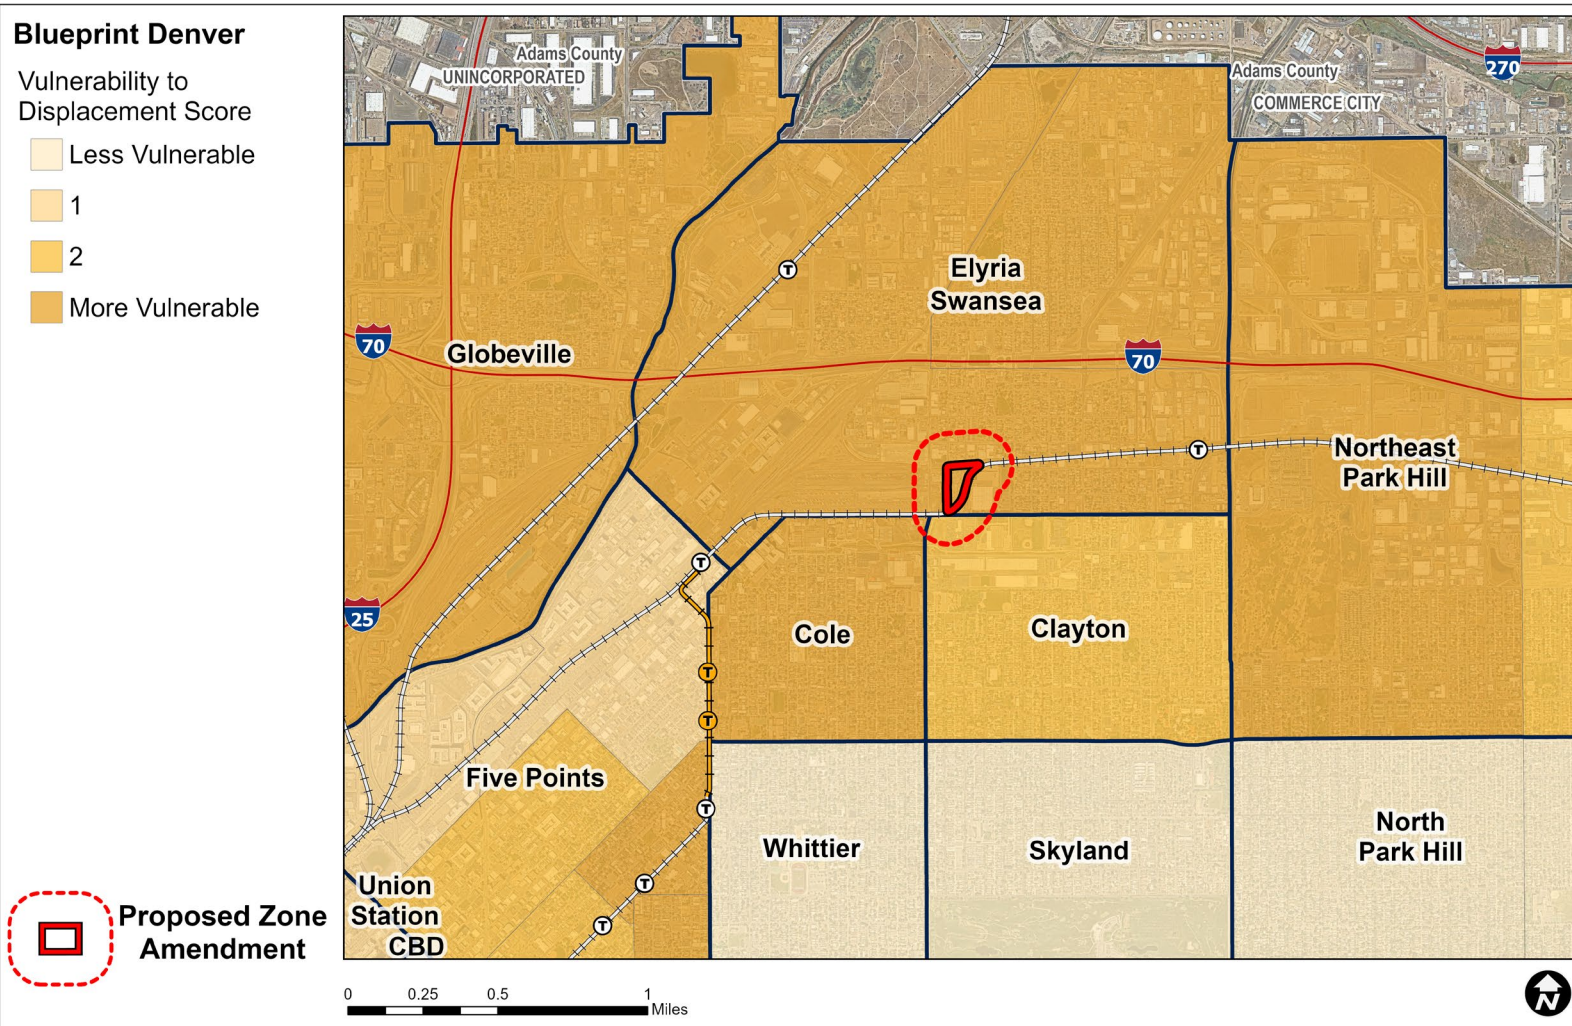 Blueprint Denver
Vulnerability to
Displacement Score
Less Vulnerable
1
2
More Vulnerable
Proposed Zone
Amendment
Adams County
UNINCORPORATED
Adams County
COMMERCE CITY
270
T
Elyria
Swansea
70
Globeville
70
T
Northeast
Park Hill
T
25
Cole
Clayton
T
T
Five Points
T
Whittier
Skyland
North
Park Hill
T
Union
Station
CBD
T
0 0.25 0.5 1
Miles
N